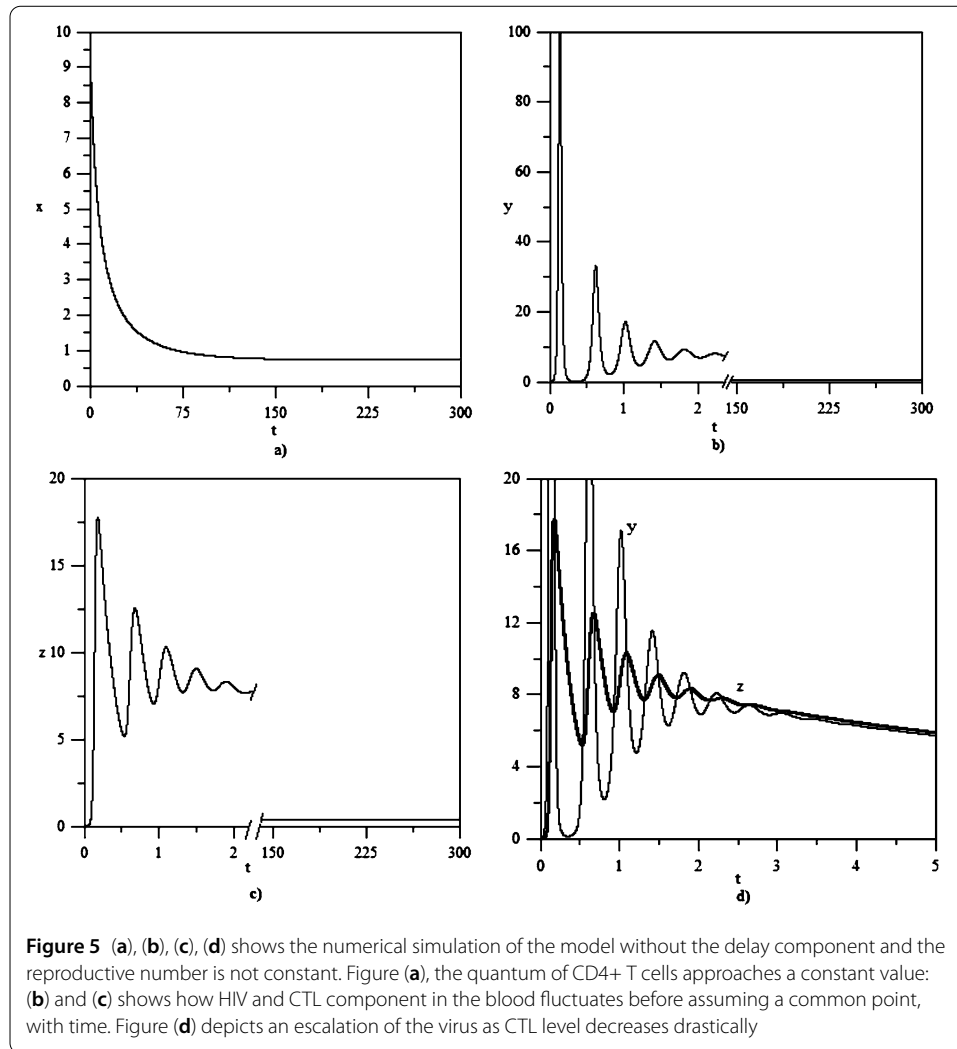 10
9
8
7
6
5
4
3
2
1
0
x
0 75 150 225 300
t
a)
100
80
60
40
20
0
y
0 1 2 150 225 300
t
b)
20
15
z 10
5
0
0 1 2 150 225 300
t
c)
20
16
12
8
4
0
y
z
0 1 2 3 4 5
t
d)
Figure 5 (a), (b), (c), (d) shows the numerical simulation of the model without the delay component and the
reproductive number is not constant. Figure (a), the quantum of CD4+ T cells approaches a constant value:
(b) and (c) shows how HIV and CTL component in the blood fluctuates before assuming a common point,
with time. Figure (d) depicts an escalation of the virus as CTL level decreases drastically